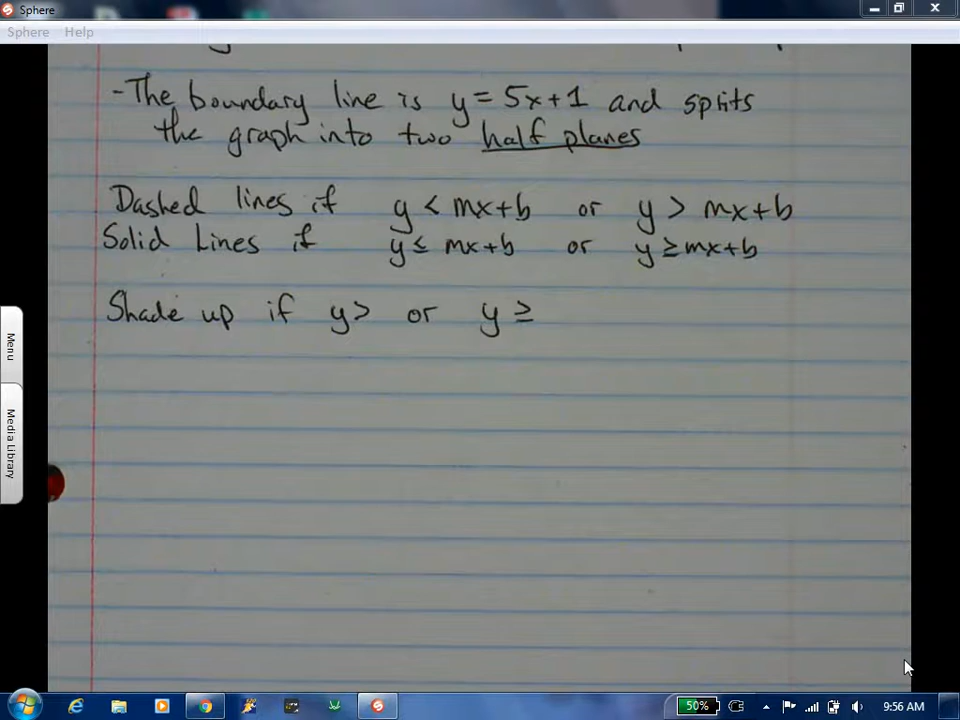 Sphere
Sphere Help
-The boundary line is y = 5x+1 and splits
the graph into two half planes
Dashed lines if y < mx+b or y > mx+b
Solid Lines if y ≤ mx+b or y ≥ mx+b
Shade up if y> or y ≥
Menu
Media Library
50%
9:56 AM